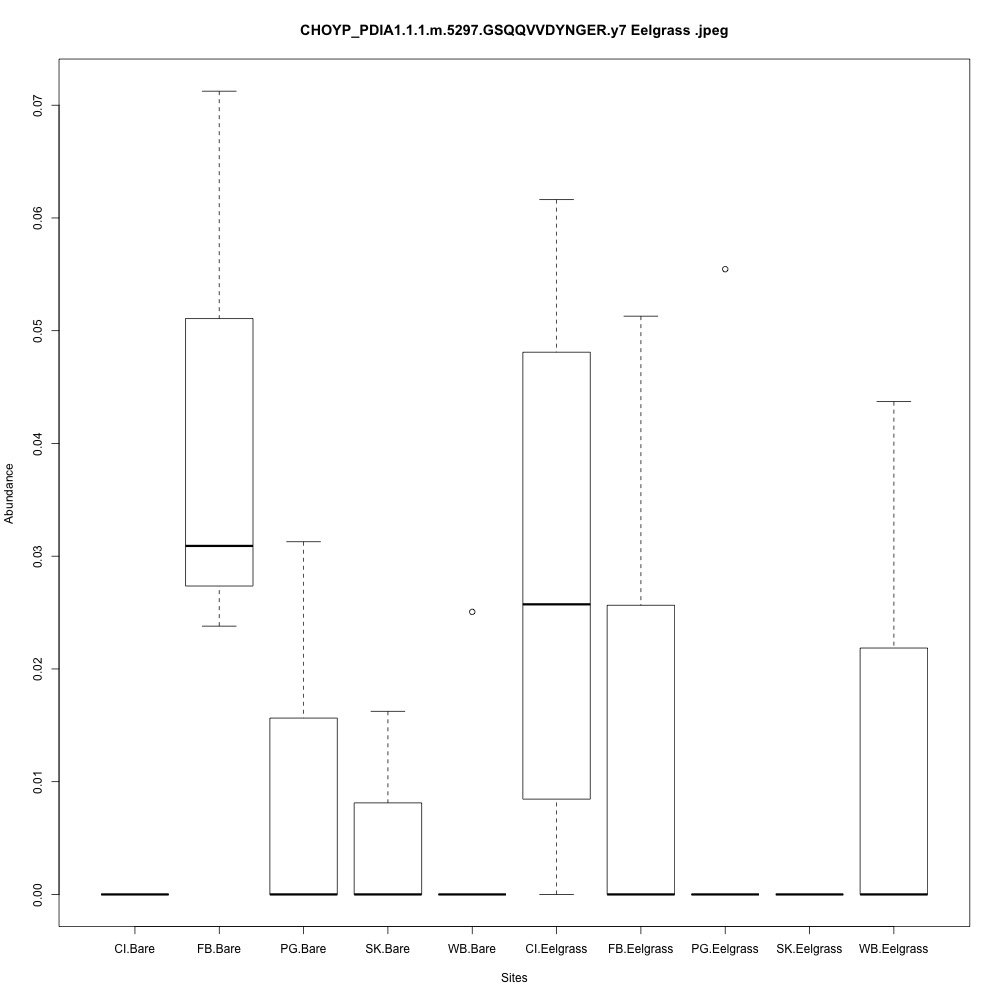 CHOYP_PDIA1.1.1.m.5297.GSQQVVDYNGER.y7 Eelgrass .jpeg
Abundance
0.07
0.06
0.05
0.04
0.03
0.02
0.01
0.00
CI.Bare FB.Bare PG.Bare SK.Bare WB.Bare CI.Eelgrass FB.Eelgrass PG.Eelgrass SK.Eelgrass WB.Eelgrass
Sites